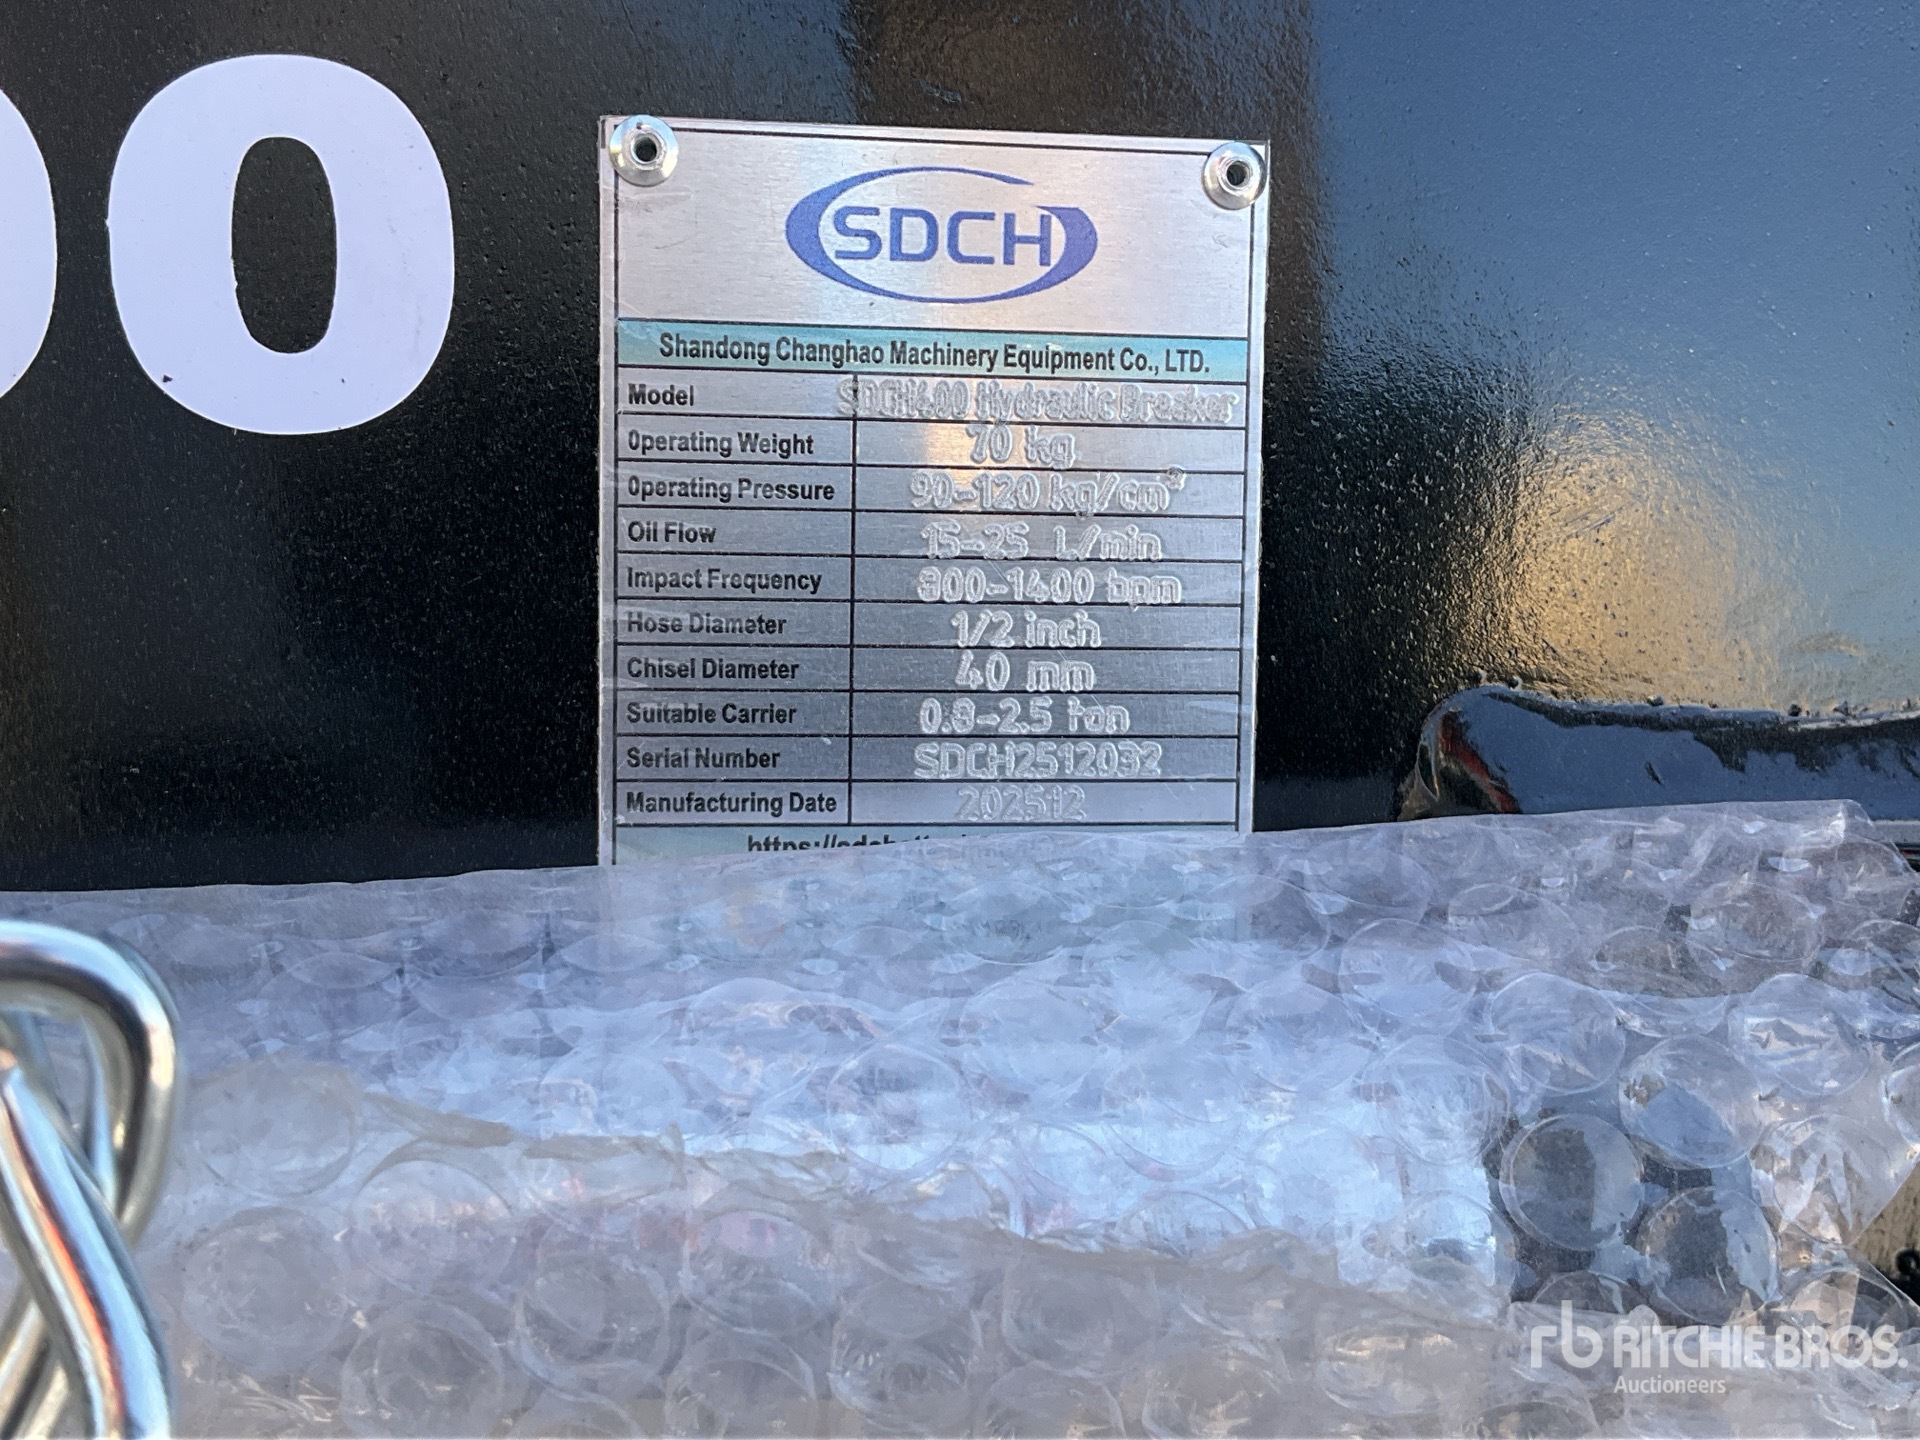 00
SDCH
Shandong Changhao Machinery Equipment Co., LTD.
Model SDCH400 Hydraulic Breaker
Operating Weight 70 kg
Operating Pressure 90-120 kg/cm³
Oil Flow 15-25 L/min
Impact Frequency 800-1400 bpm
Hose Diameter 1/2 inch
Chisel Diameter 40 mm
Suitable Carrier 0.8-2.5 ton
Serial Number SDCH2512032
Manufacturing Date 202512
rb RITCHIE BROS.
Auctioneers